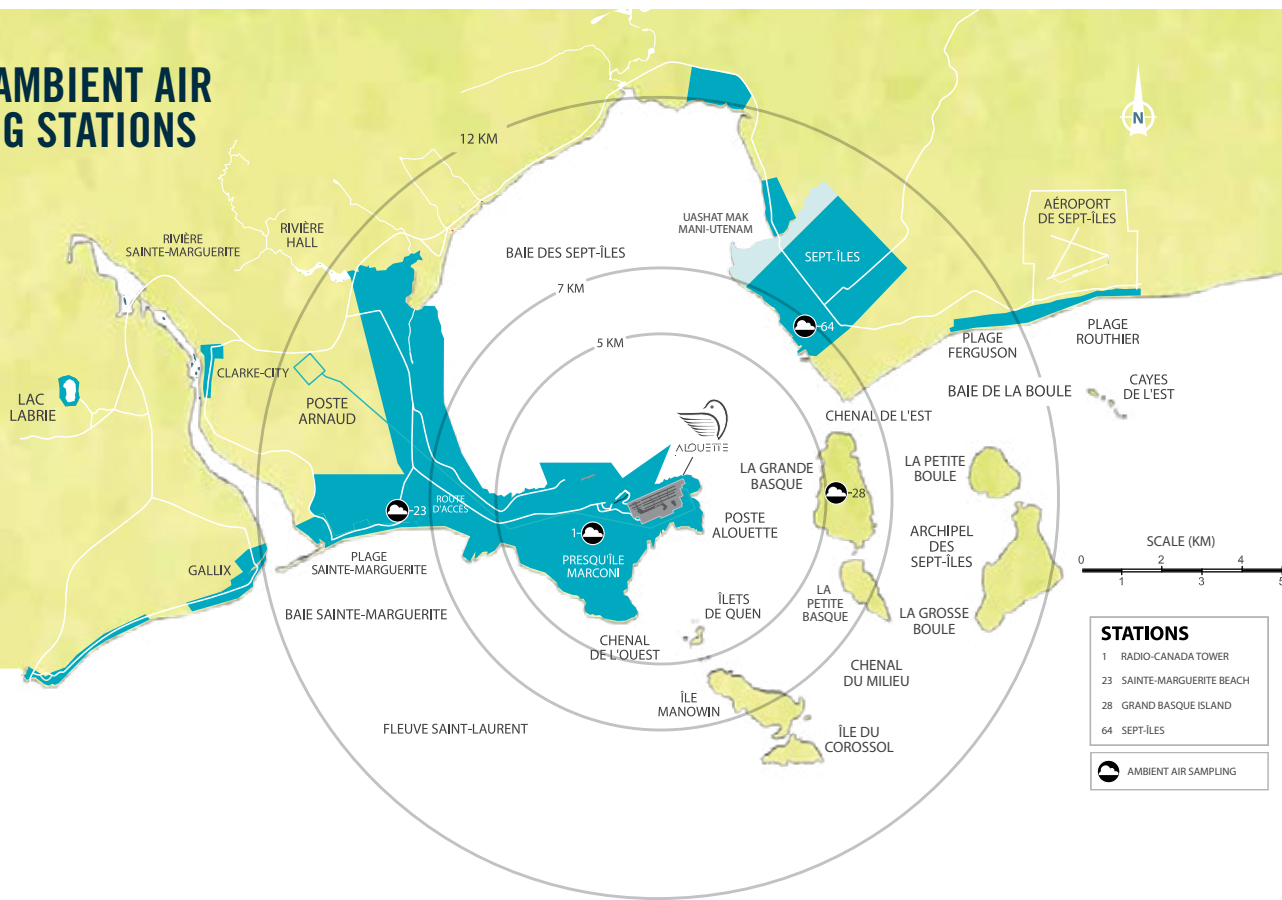 AMBIENT AIR
G STATIONS
N
12 KM
7 KM
5 KM
RIVIÈRE
SAINTE-MARGUERITE
RIVIÈRE
HALL
BAIE DES SEPT-ÎLES
UASHAT MAK
MANI-UTENAM
SEPT-ÎLES
AÉROPORT
DE SEPT-ÎLES
64
PLAGE
FERGUSON
PLAGE
ROUTHIER
LAC
LABRIE
CLARKE-CITY
POSTE
ARNAUD
BAIE DE LA BOULE
CAYES
DE L'EST
CHENAL DE L'EST
ALOUETTE
LA GRANDE
BASQUE
28
LA PETITE
BOULE
ROUTE
D'ACCÈS
23
1
POSTE
ALOUETTE
ARCHIPEL
DES
SEPT-ÎLES
SCALE (KM)
0 2 4
1 3 5
GALLIX
PLAGE
SAINTE-MARGUERITE
PRESQU'ÎLE
MARCONI
BAIE SAINTE-MARGUERITE
ÎLETS
DE QUEN
LA
PETITE
BASQUE
LA GROSSE
BOULE
CHENAL
DE L'OUEST
CHENAL
DU MILIEU
ÎLE
MANOWIN
ÎLE DU
COROSSOL
FLEUVE SAINT-LAURENT
STATIONS
1 RADIO-CANADA TOWER
23 SAINTE-MARGUERITE BEACH
28 GRAND BASQUE ISLAND
64 SEPT-ÎLES
AMBIENT AIR SAMPLING